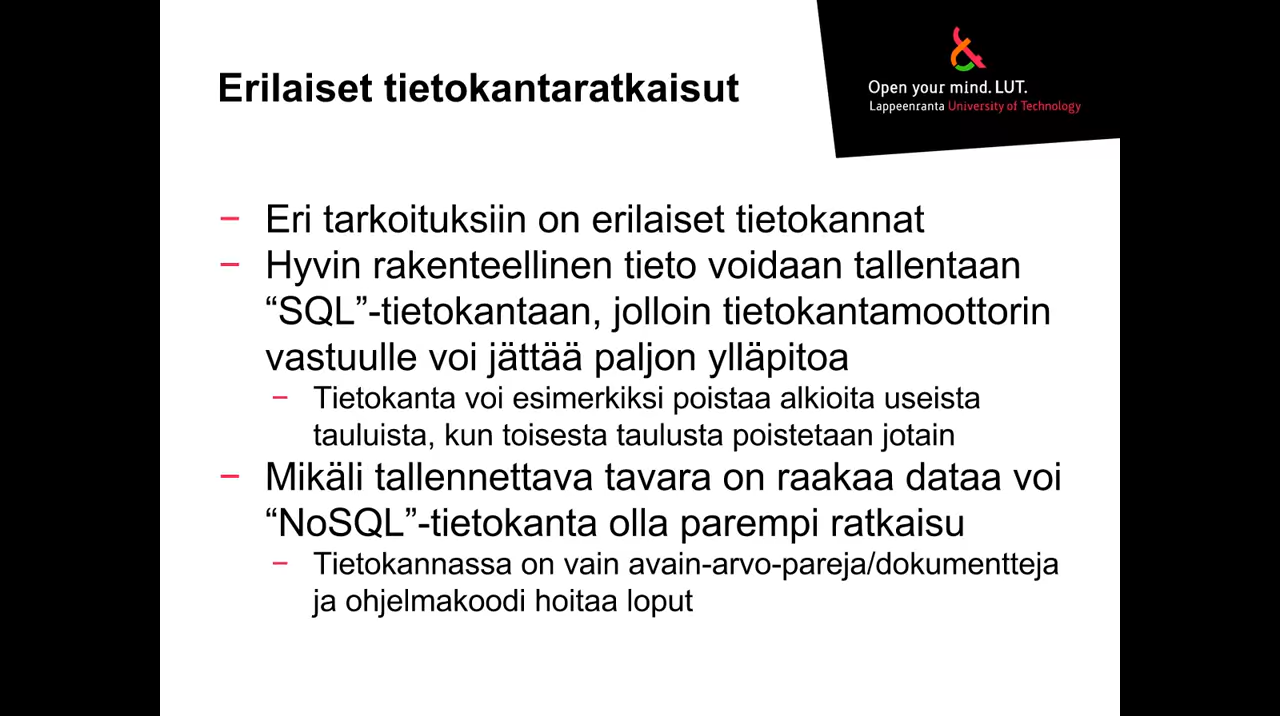 Erilaiset tietokantaratkaisut
Open your mind. LUT.
Lappeenranta University of Technology
− Eri tarkoituksiin on erilaiset tietokannat
− Hyvin rakenteellinen tieto voidaan tallentaan
“SQL”-tietokantaan, jolloin tietokantamoottorin
vastuulle voi jättää paljon ylläpitoa
− Tietokanta voi esimerkiksi poistaa alkioita useista
tauluista, kun toisesta taulusta poistetaan jotain
− Mikäli tallennettava tavara on raakaa dataa voi
“NoSQL”-tietokanta olla parempi ratkaisu
− Tietokannassa on vain avain-arvo-pareja/dokumentteja
ja ohjelmakoodi hoitaa loput